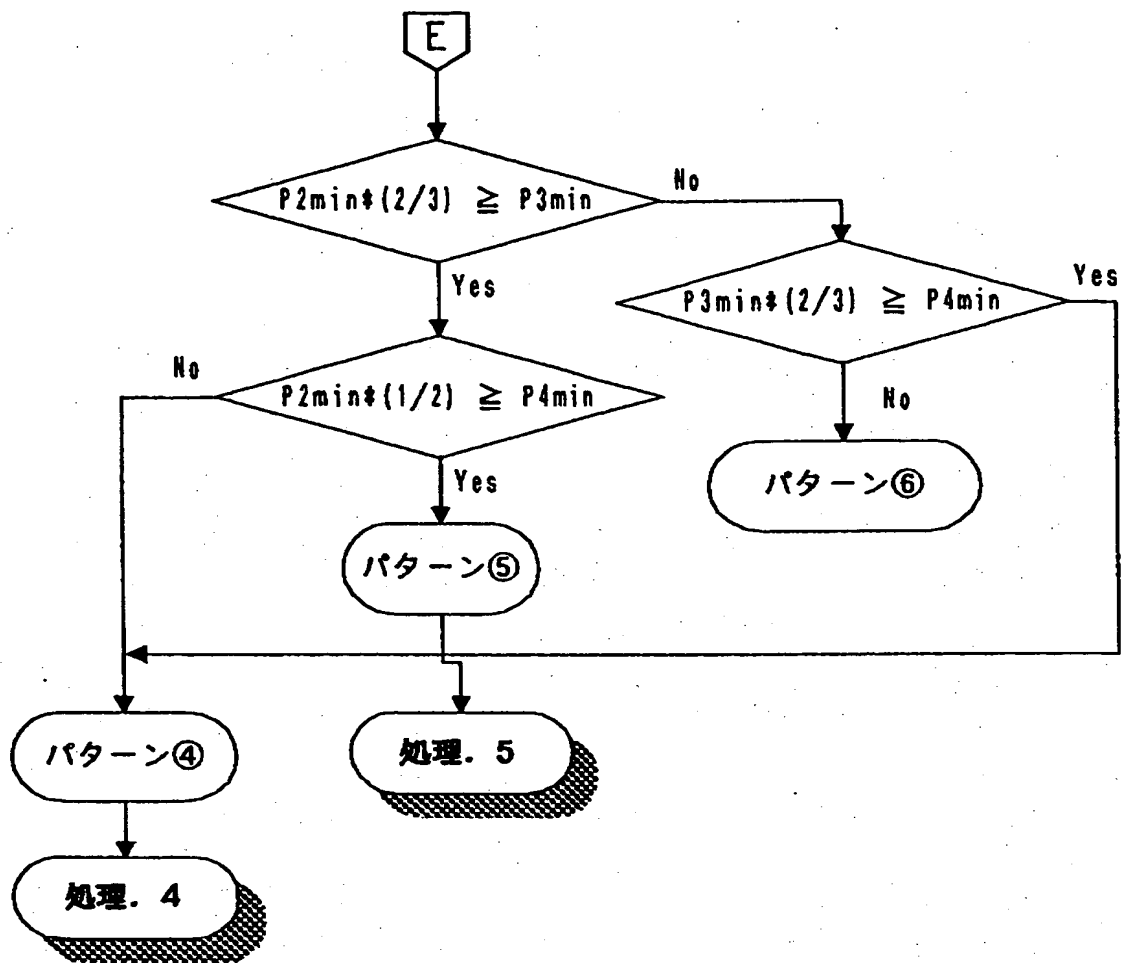 E
P2min*(2/3) ≧ P3min
No
Yes
P3min*(2/3) ≧ P4min
Yes
No
P2min*(1/2) ≧ P4min
No
Yes
パターン⑥
パターン⑤
パターン④
処理. 5
処理. 4